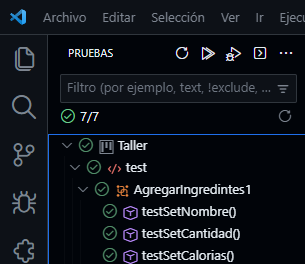 Archivo Editar Selección Ver Ir Ejecu
PRUEBAS
Filtro (por ejemplo, text, !exclude, ...
7/7
Taller
test
AgregarIngredintes1
testSetNombre()
testSetCantidad()
testSetCalorias()